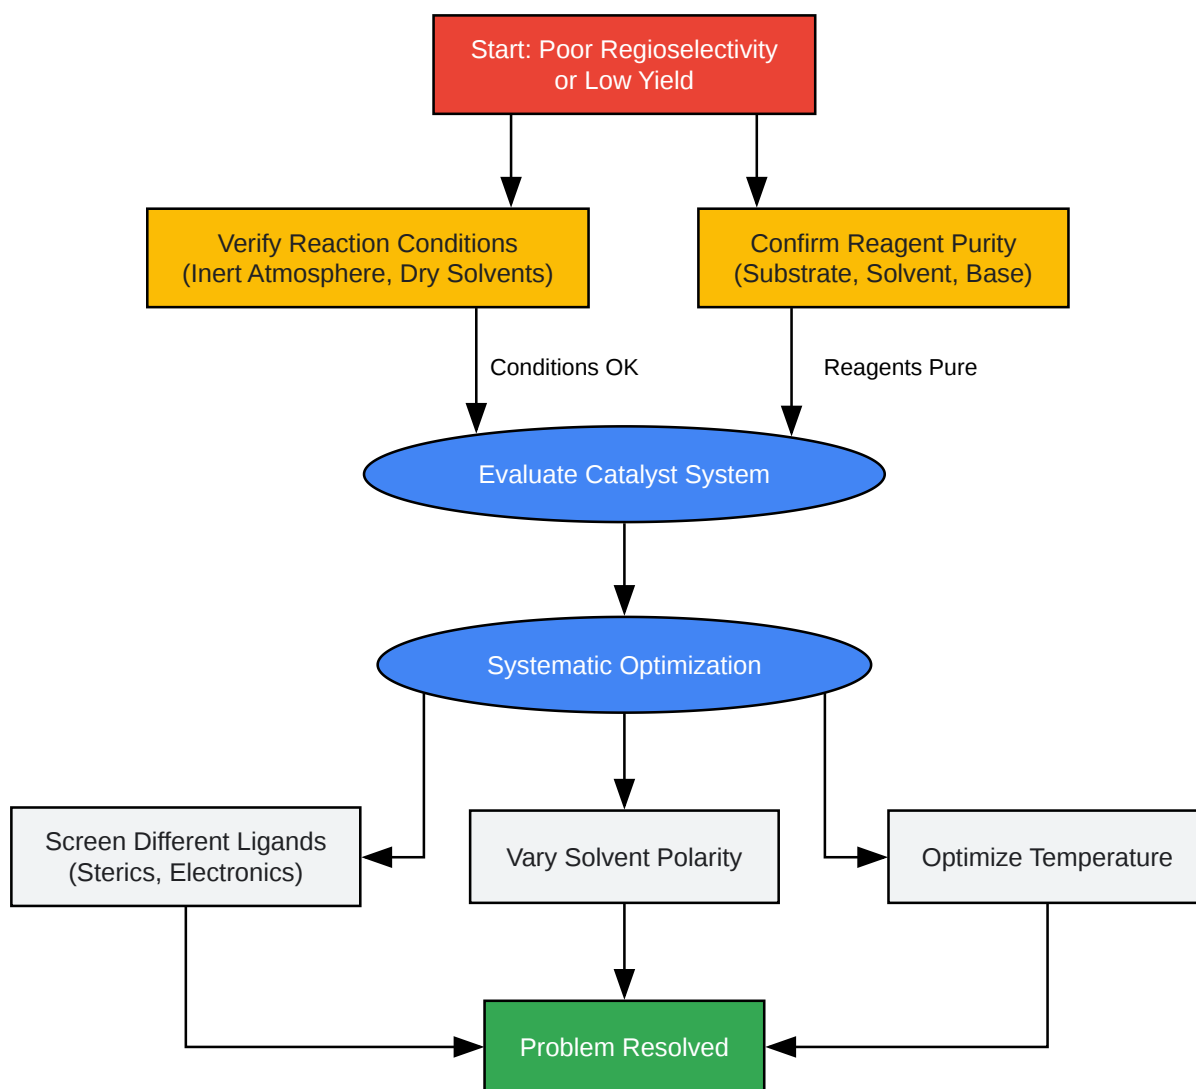 Start: Poor Regioselectivity
or Low Yield
Verify Reaction Conditions
(Inert Atmosphere, Dry Solvents)
Confirm Reagent Purity
(Substrate, Solvent, Base)
Conditions OK
Reagents Pure
Evaluate Catalyst System
Systematic Optimization
Screen Different Ligands
(Sterics, Electronics)
Vary Solvent Polarity
Optimize Temperature
Problem Resolved